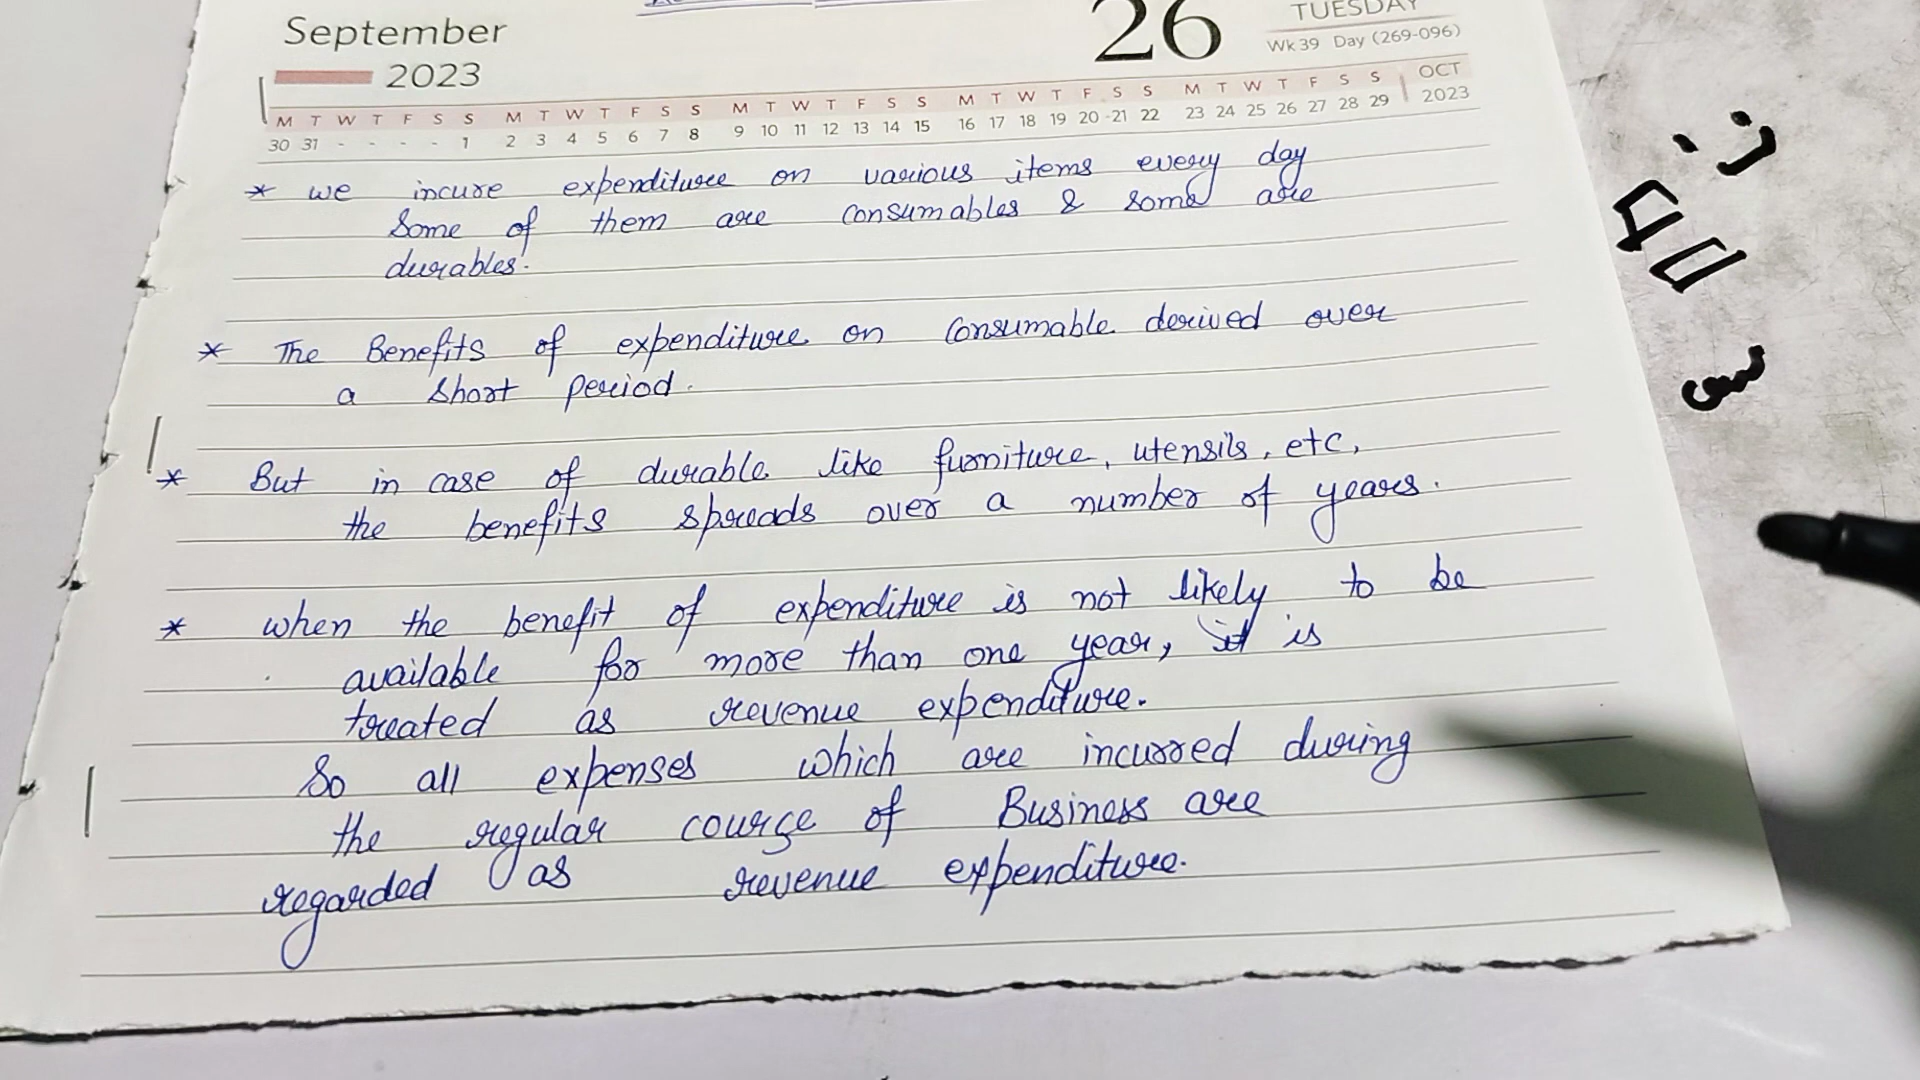 September
2023
26
TUESDAY
Wk 39 Day (269-096)
M T W T F S S M T W T F S S M T W T F S S M T W T F S S M T W T F S S OCT
30 31 - - - - 1 2 3 4 5 6 7 8 9 10 11 12 13 14 15 16 17 18 19 20 21 22 23 24 25 26 27 28 29 2023
* we incure expenditure on various items every day
Some of them are Consumables & some are
durables.
* The Benefits of expenditure on Consumable derived over
a short period.
* But in case of durable like furniture, utensils, etc,
the benefits spreads over a number of years.
* when the benefit of expenditure is not likely to be
available for more than one year, it is
treated as revenue expenditure.
So all expenses which are incurred during
the regular course of Business are
regarded as revenue expenditure.